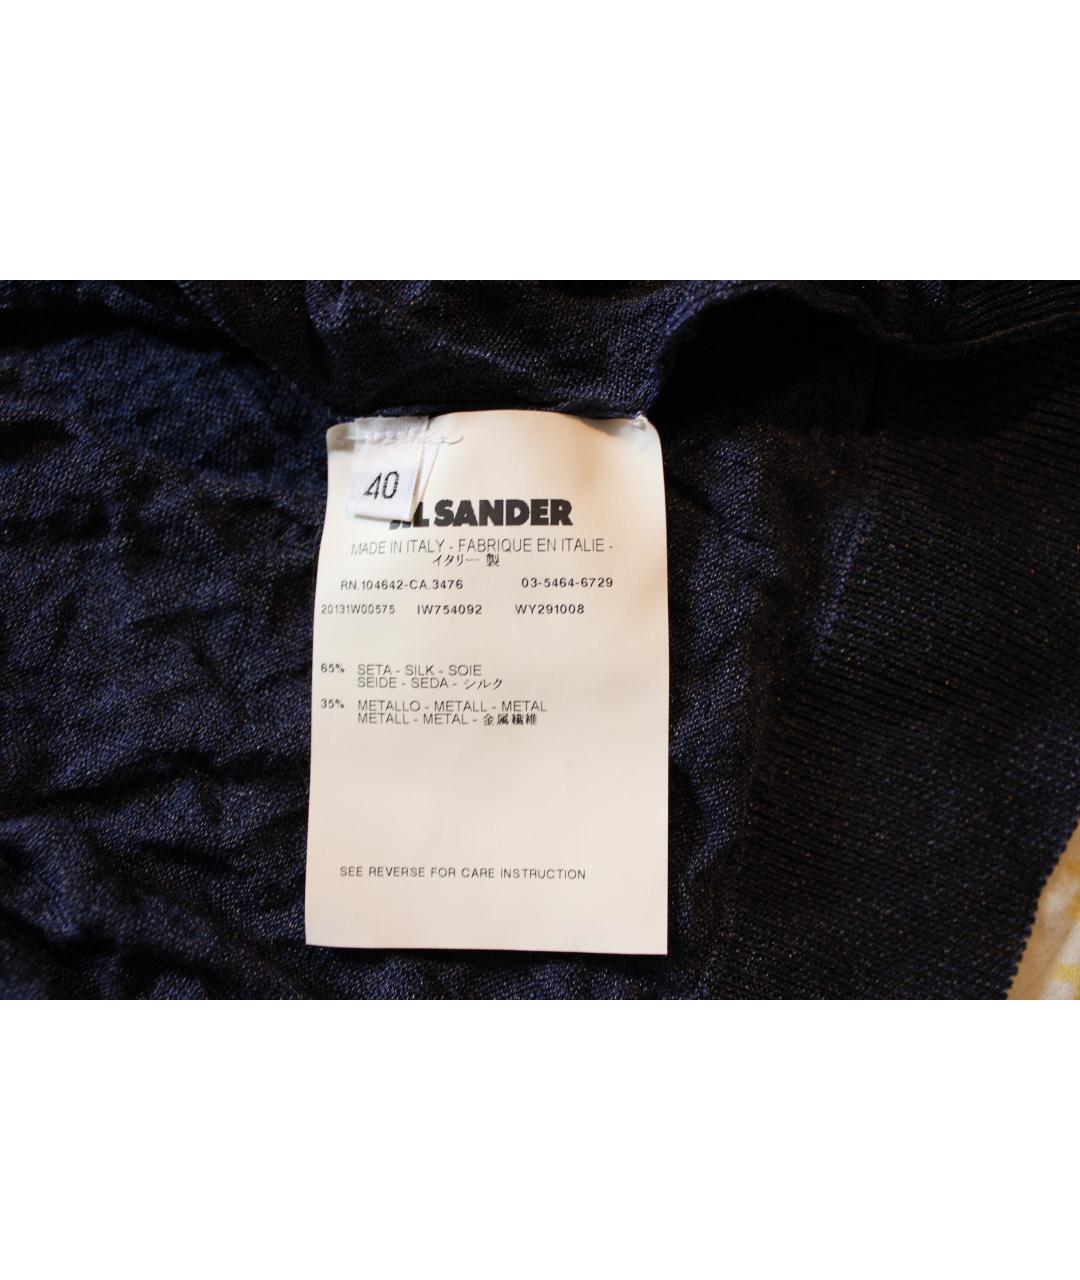 40
JIL SANDER
MADE IN ITALY - FABRIQUE EN ITALIE -
イタリー 製
RN.104642-CA.3476 03-5464-6729
20131W00575 IW754092 WY291008
65% SETA - SILK - SOIE
SEIDE - SEDA - シルク
35% METALLO - METALL - METAL
METALL - METAL - 金属繊維
SEE REVERSE FOR CARE INSTRUCTION